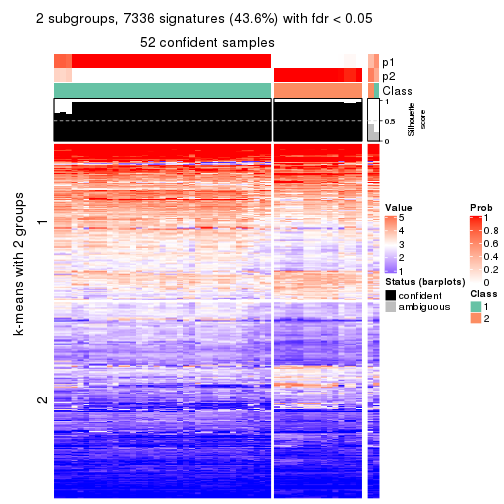 2 subgroups, 7336 signatures (43.6%) with fdr < 0.05
52 confident samples
p1
p2
Class
1
0.5
0
Silhouette
score
k-means with 2 groups
1
2
Value
5
4
3
2
1
Status (barplots)
confident
ambiguous
Prob
1
0.8
0.6
0.4
0.2
0
Class
1
2